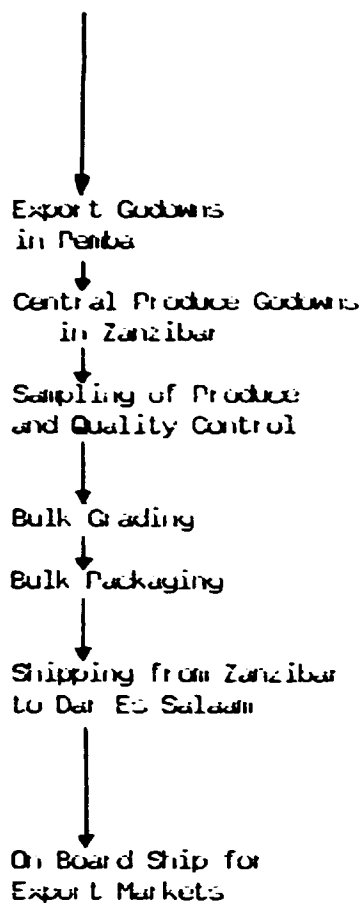 Export Godowns
in Pemba
Central Produce Godowns
in Zanzibar
Sampling of Produce
and Quality Control
Bulk Grading
Bulk Packaging
Shipping from Zanzibar
to Dar Es Salaam
On Board Ship for
Export Markets